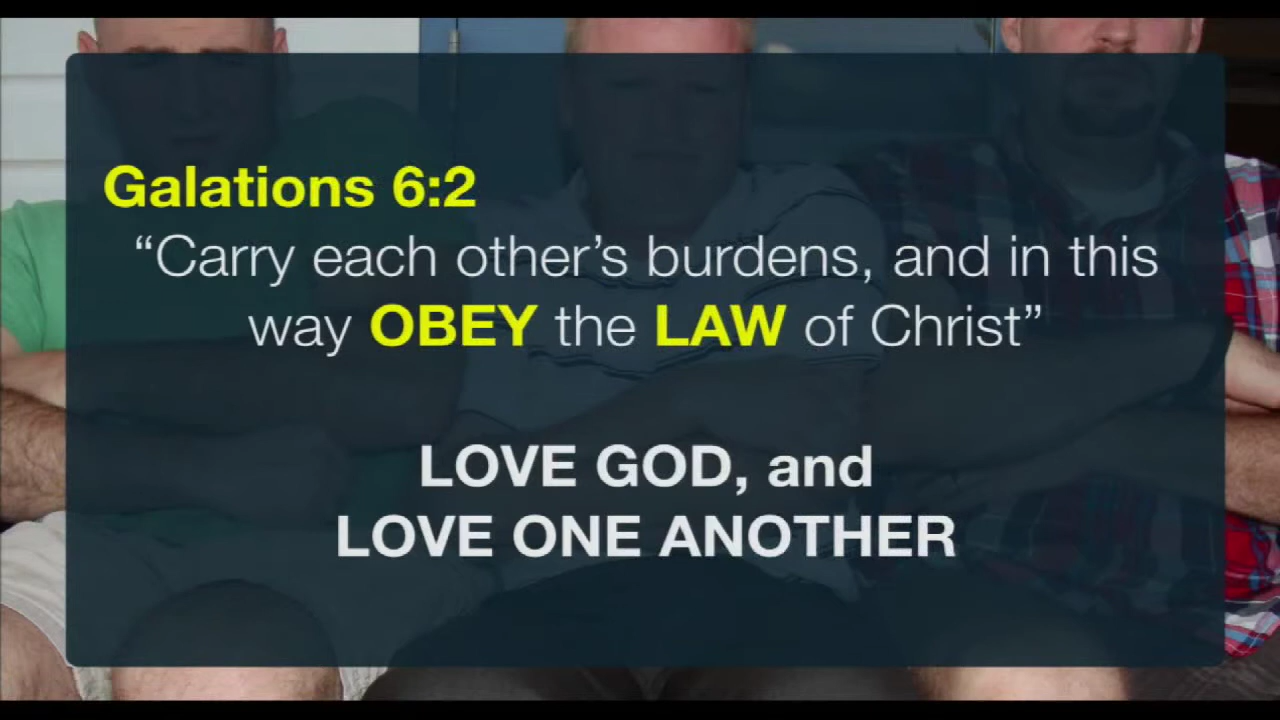 Galations 6:2
“Carry each other’s burdens, and in this
way OBEY the LAW of Christ”
LOVE GOD, and
LOVE ONE ANOTHER